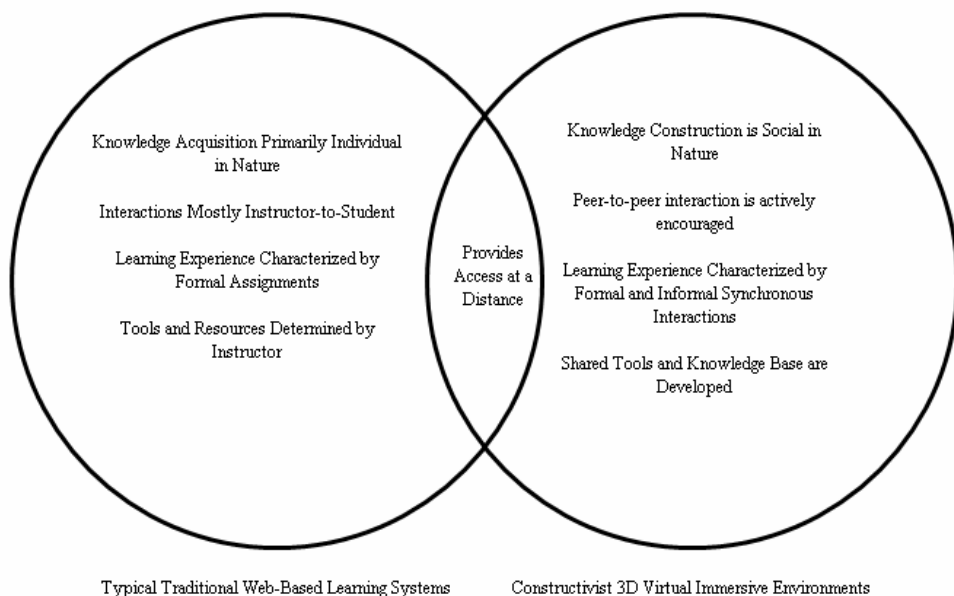 Knowledge Acquisition Primarily Individual
in Nature
Interactions Mostly Instructor-to-Student
Learning Experience Characterized by
Formal Assignments
Tools and Resources Determined by
Instructor
Provides
Access at a
Distance
Knowledge Construction is Social in
Nature
Peer-to-peer interaction is actively
encouraged
Learning Experience Characterized by
Formal and Informal Synchronous
Interactions
Shared Tools and Knowledge Base are
Developed
Typical Traditional Web-Based Learning Systems
Constructivist 3D Virtual Immersive Environments